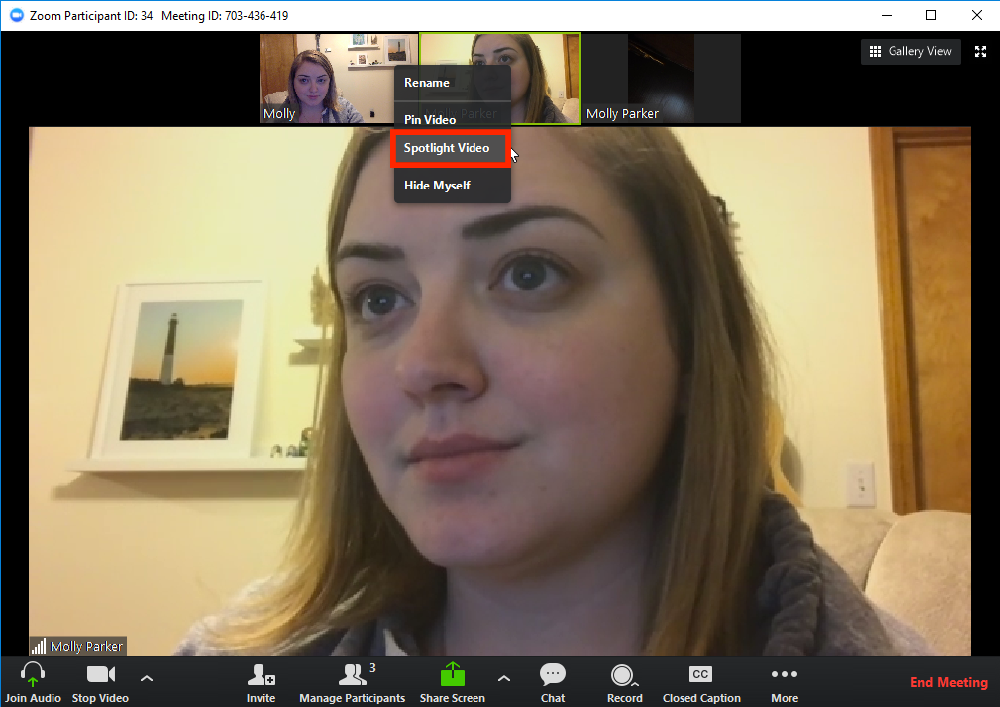 Zoom Participant ID: 34 Meeting ID: 703-436-419
Gallery View
Molly
Molly Parker
Molly Parker
Rename
Pin Video
Spotlight Video
Hide Myself
Molly Parker
3
CC
Join Audio
Stop Video
Invite
Manage Participants
Share Screen
Chat
Record
Closed Caption
More
End Meeting